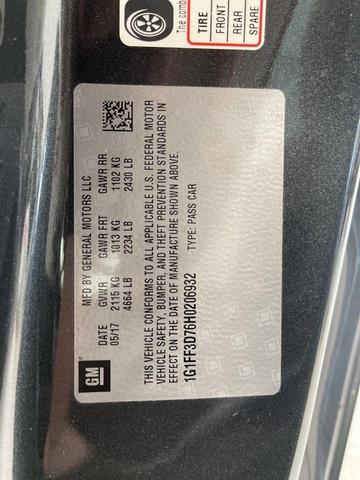 The combi
TIRE
FRONT
REAR
SPARE
MFD BY GENERAL MOTORS LLC
DATE GVWR GAWR FRT GAWR RR
05/17 2115 KG 1013 KG 1102 KG
4664 LB 2234 LB 2430 LB
THIS VEHICLE CONFORMS TO ALL APPLICABLE U.S. FEDERAL MOTOR
VEHICLE SAFETY, BUMPER, AND THEFT PREVENTION STANDARDS IN
EFFECT ON THE DATE OF MANUFACTURE SHOWN ABOVE.
1G1FF3D76H0206932 TYPE: PASS CAR
GM